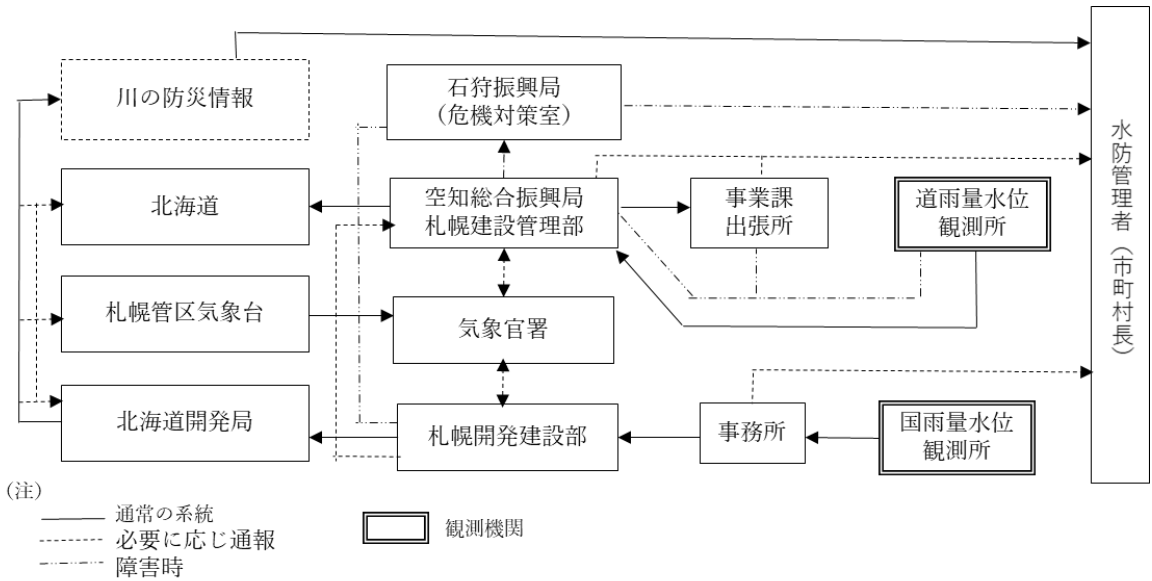 川の防災情報
石狩振興局
（危機対策室）
北海道
空知総合振興局
札幌建設管理部
事業課
出張所
道雨量水位
観測所
札幌管区気象台
気象官署
北海道開発局
札幌開発建設部
事務所
国雨量水位
観測所
水防管理者（市町村長）
（注）
通常の系統
必要に応じ通報
障害時
観測機関